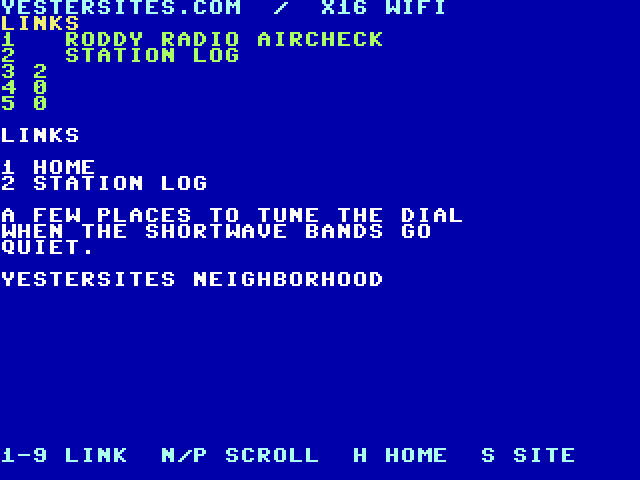 YESTERSITES.COM  /  X16 WIFI
LINKS
1   RODDY RADIO AIRCHECK
2   STATION LOG
3 2
4 0
5 0
LINKS
1 HOME
2 STATION LOG
A FEW PLACES TO TUNE THE DIAL
WHEN THE SHORTWAVE BANDS GO
QUIET.
YESTERSITES NEIGHBORHOOD
1-9 LINK  N/P SCROLL  H HOME  S SITE